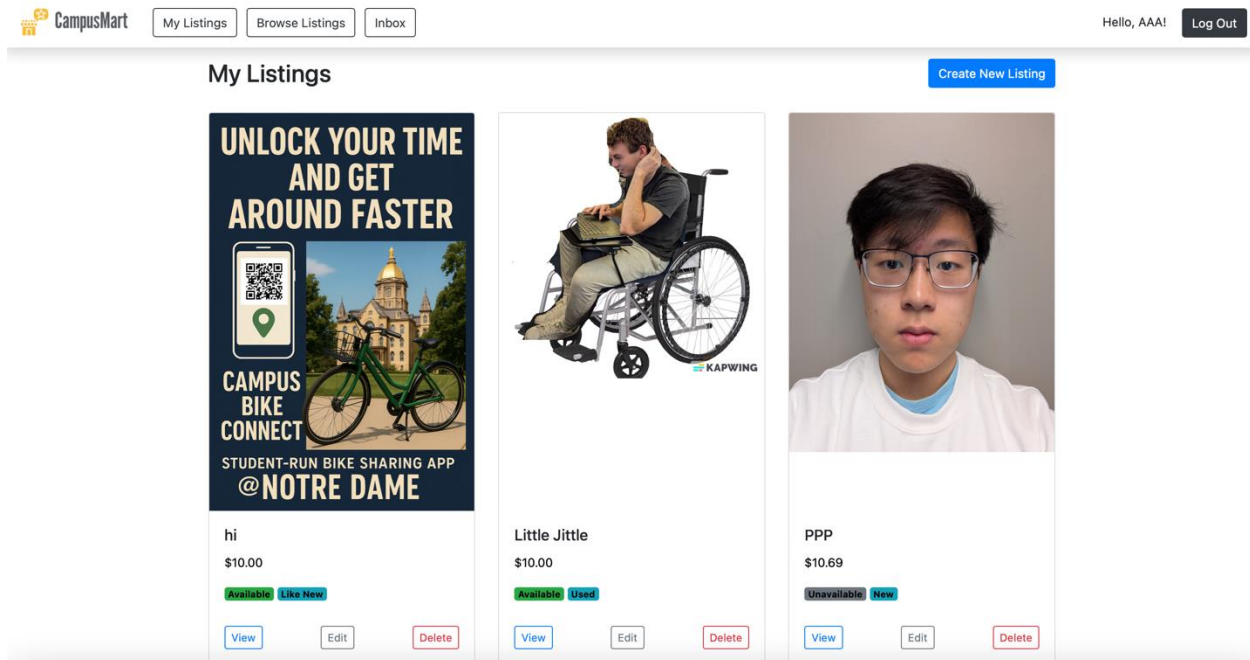 CampusMart
My Listings
Browse Listings
Inbox
Hello, AAA!
Log Out
My Listings
Create New Listing
UNLOCK YOUR TIME
AND GET
AROUND FASTER
CAMPUS
BIKE
CONNECT
STUDENT-RUN BIKE SHARING APP
@NOTRE DAME
KAPWING
hi
$10.00
Available
Like New
View
Edit
Delete
Little Jittle
$10.00
Available
Used
View
Edit
Delete
PPP
$10.69
Unavailable
New
View
Edit
Delete